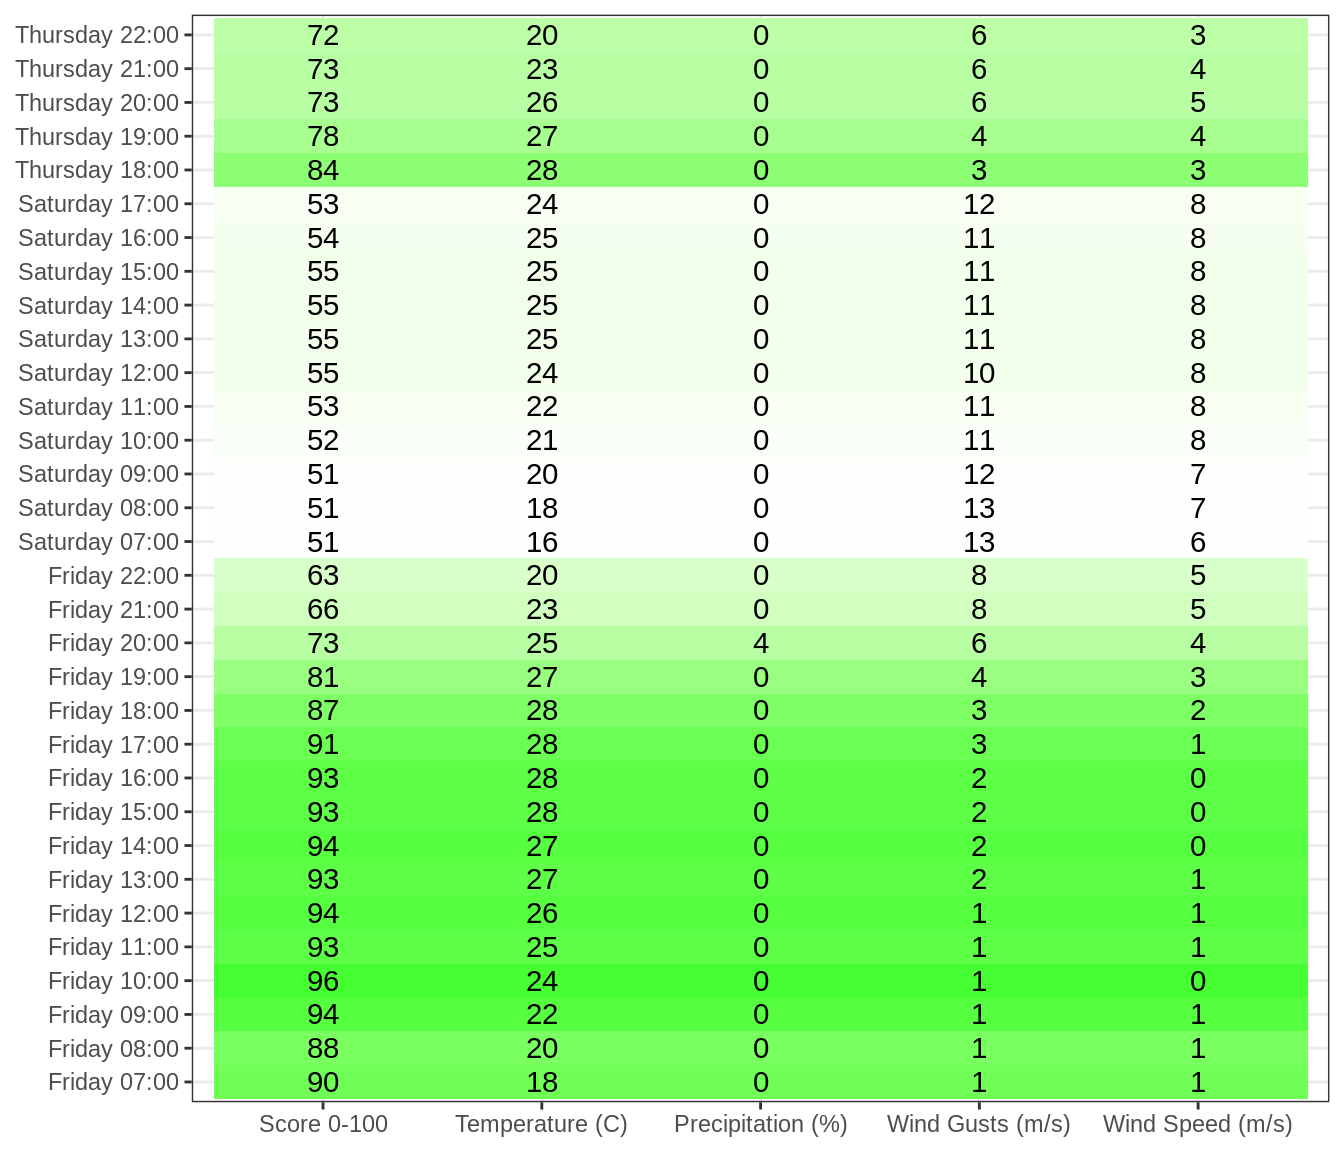 Thursday 22:00 72 20 0 6 3
Thursday 21:00 73 23 0 6 4
Thursday 20:00 73 26 0 6 5
Thursday 19:00 78 27 0 4 4
Thursday 18:00 84 28 0 3 3
Saturday 17:00 53 24 0 12 8
Saturday 16:00 54 25 0 11 8
Saturday 15:00 55 25 0 11 8
Saturday 14:00 55 25 0 11 8
Saturday 13:00 55 25 0 11 8
Saturday 12:00 55 24 0 10 8
Saturday 11:00 53 22 0 11 8
Saturday 10:00 52 21 0 11 8
Saturday 09:00 51 20 0 12 7
Saturday 08:00 51 18 0 13 7
Saturday 07:00 51 16 0 13 6
Friday 22:00 63 20 0 8 5
Friday 21:00 66 23 0 8 5
Friday 20:00 73 25 4 6 4
Friday 19:00 81 27 0 4 3
Friday 18:00 87 28 0 3 2
Friday 17:00 91 28 0 3 1
Friday 16:00 93 28 0 2 0
Friday 15:00 93 28 0 2 0
Friday 14:00 94 27 0 2 0
Friday 13:00 93 27 0 2 1
Friday 12:00 94 26 0 1 1
Friday 11:00 93 25 0 1 1
Friday 10:00 96 24 0 1 0
Friday 09:00 94 22 0 1 1
Friday 08:00 88 20 0 1 1
Friday 07:00 90 18 0 1 1
Score 0-100 Temperature (C) Precipitation (%) Wind Gusts (m/s) Wind Speed (m/s)